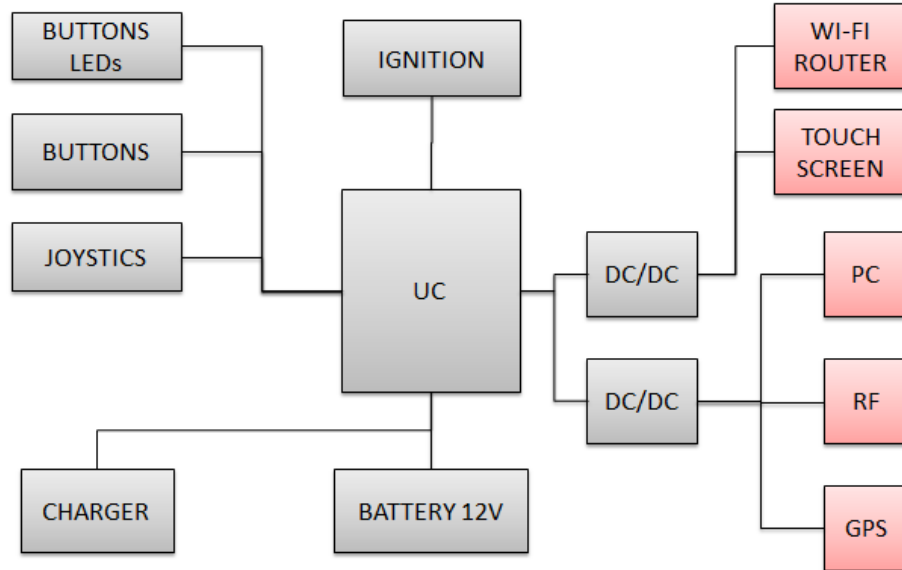 BUTTONS
LEDs
IGNITION
WI-FI
ROUTER
BUTTONS
TOUCH
SCREEN
JOYSTICS
UC
DC/DC
PC
DC/DC
RF
CHARGER
BATTERY 12V
GPS